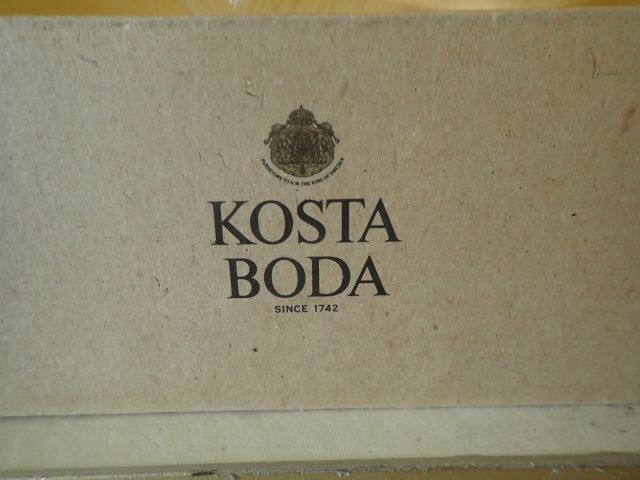 PURVEYORS TO H.M. THE KING OF SWEDEN
KOSTA
BODA
SINCE 1742